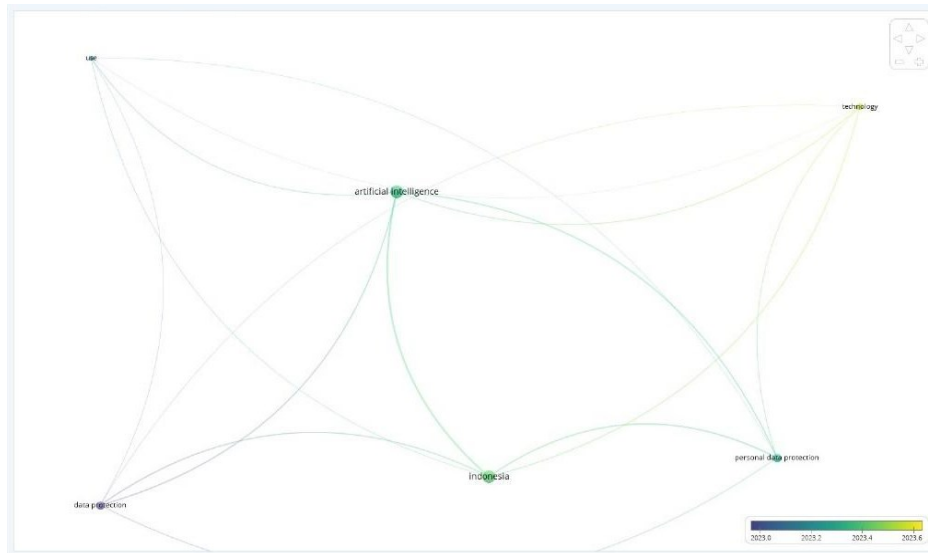 use
technology
artificial intelligence
personal data protection
indonesia
data protection
2023.0 2023.2 2023.4 2023.6